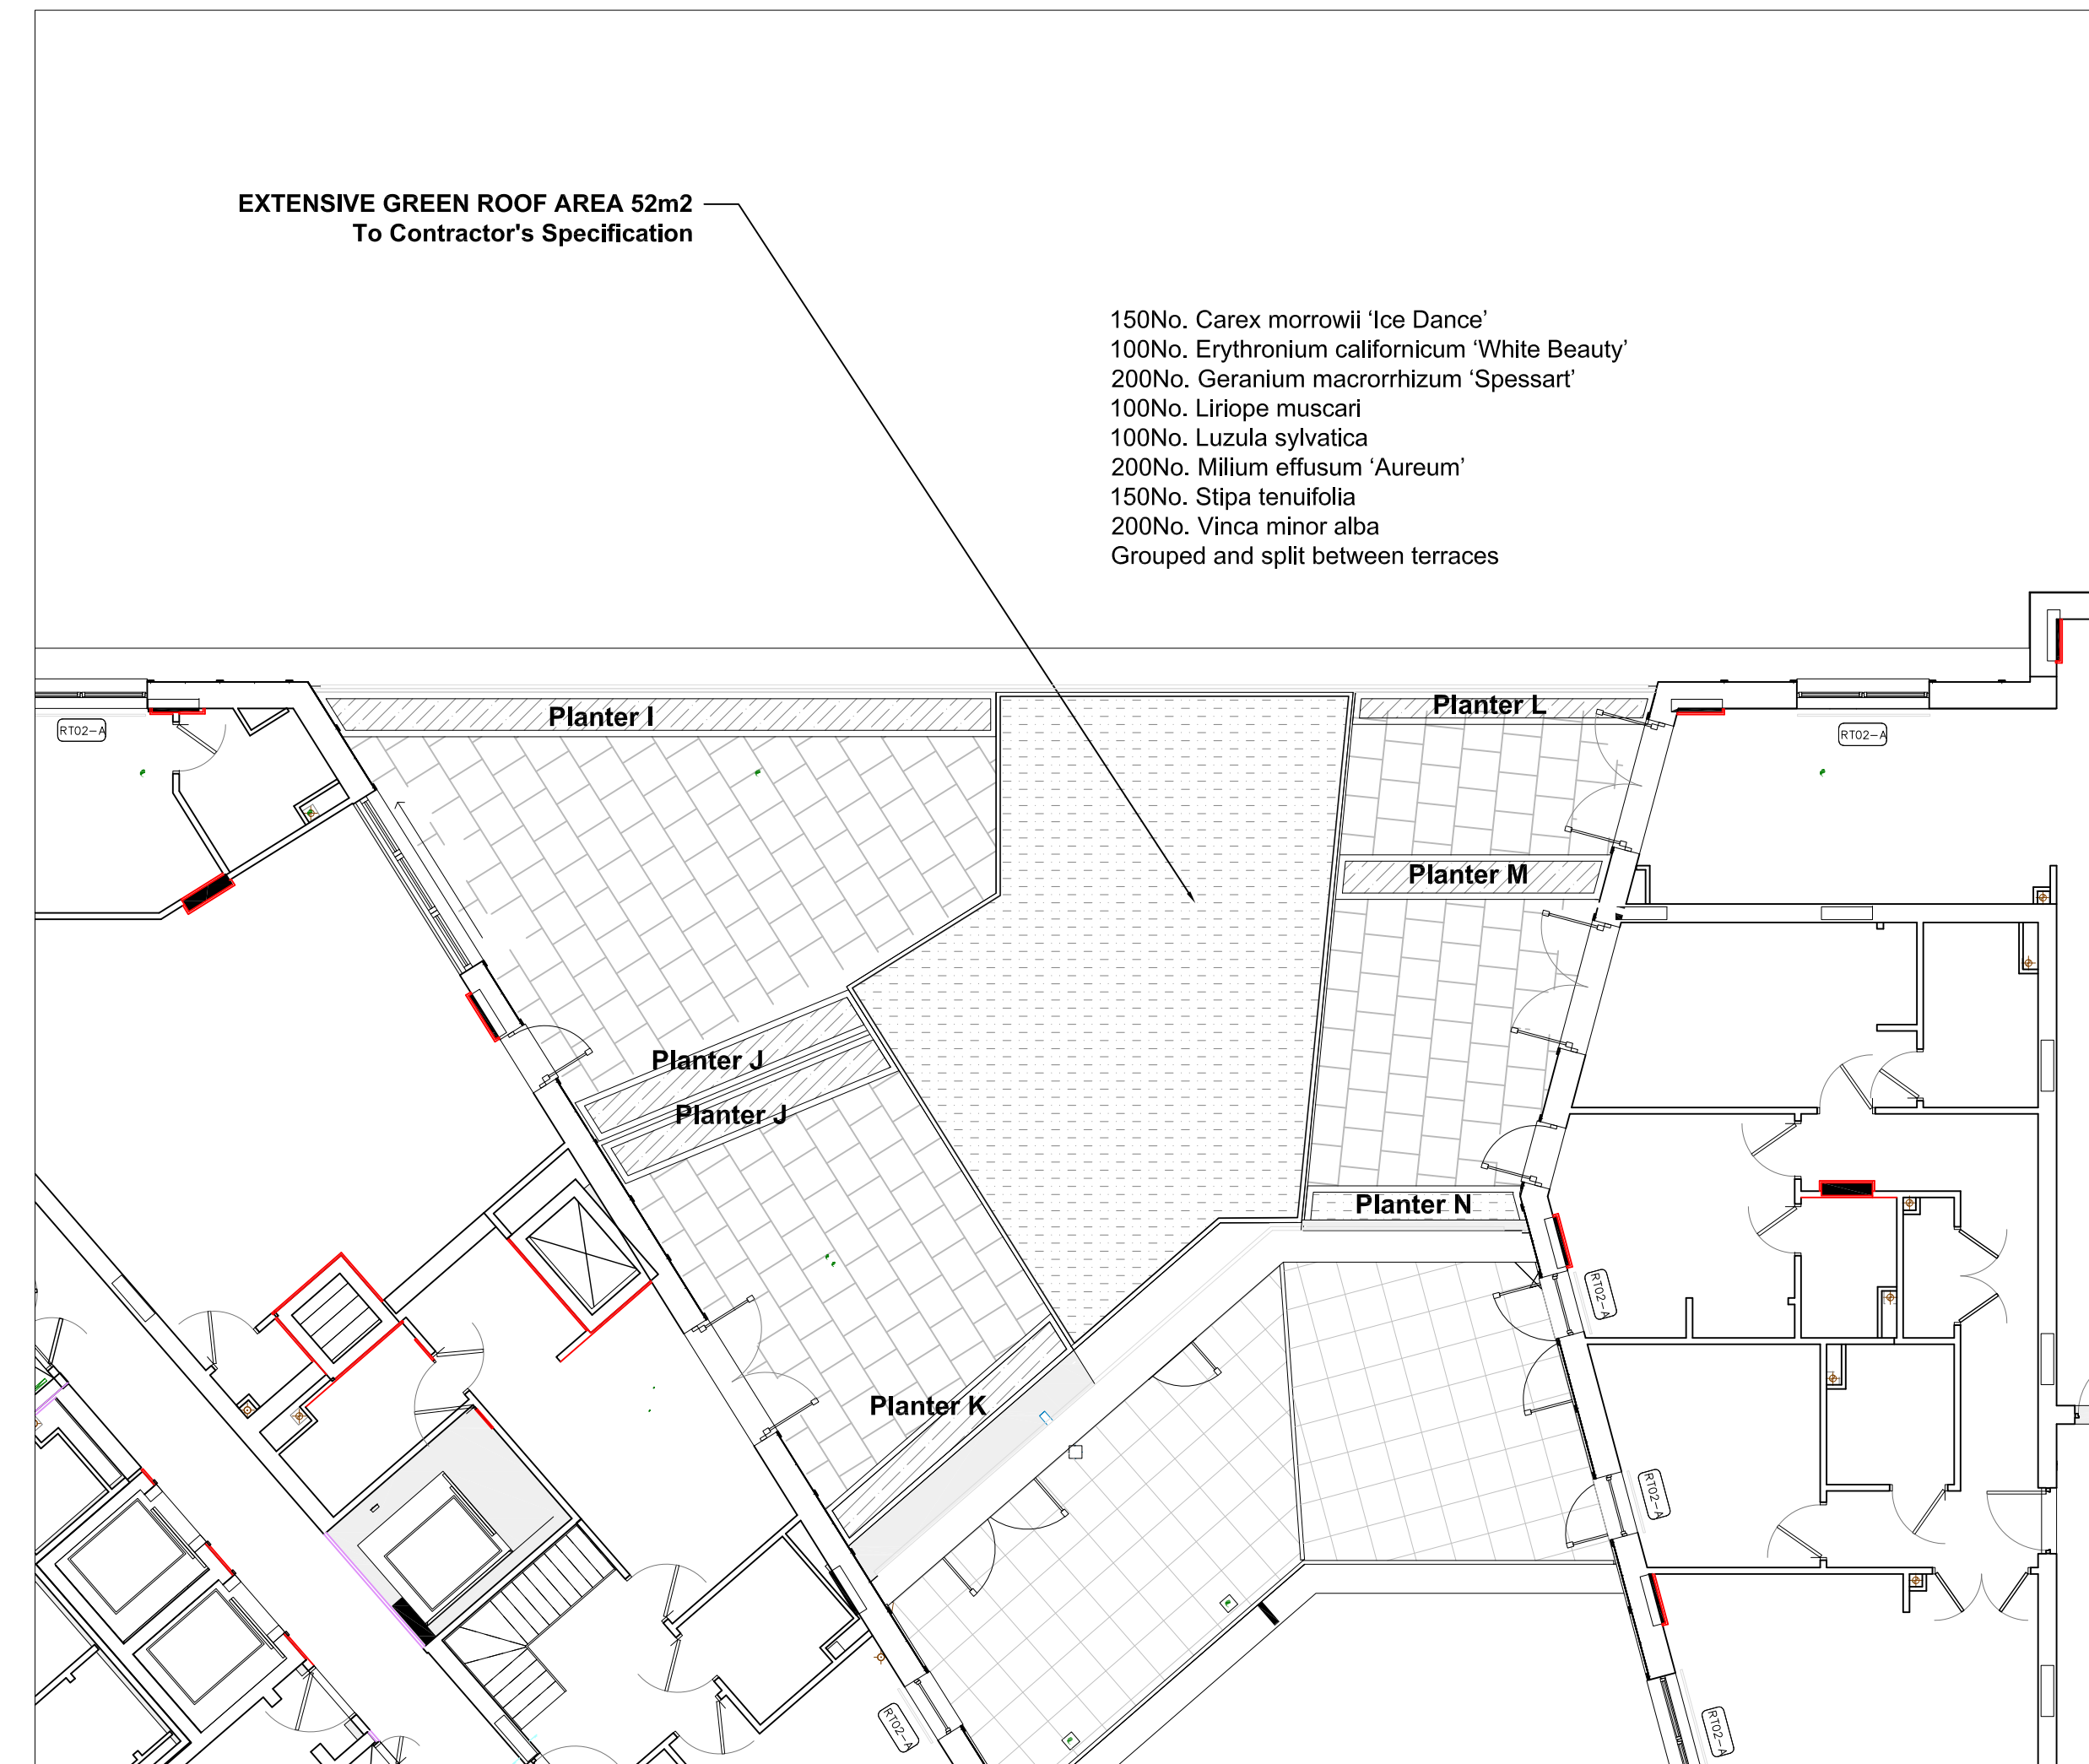 EXTENSIVE GREEN ROOF AREA 52m2
To Contractor's Specification
150No. Carex morrowii ‘Ice Dance’
100No. Erythronium californicum ‘White Beauty’
200No. Geranium macrorrhizum ‘Spessart’
100No. Liriope muscari
100No. Luzula sylvatica
200No. Milium effusum ‘Aureum’
150No. Stipa tenuifolia
200No. Vinca minor alba
Grouped and split between terraces
Planter I
Planter L
RT02-A
RT02-A
Planter M
Planter J
Planter J
Planter N
RT02-A
Planter K
RT02-A
RT02-A
RT02-A